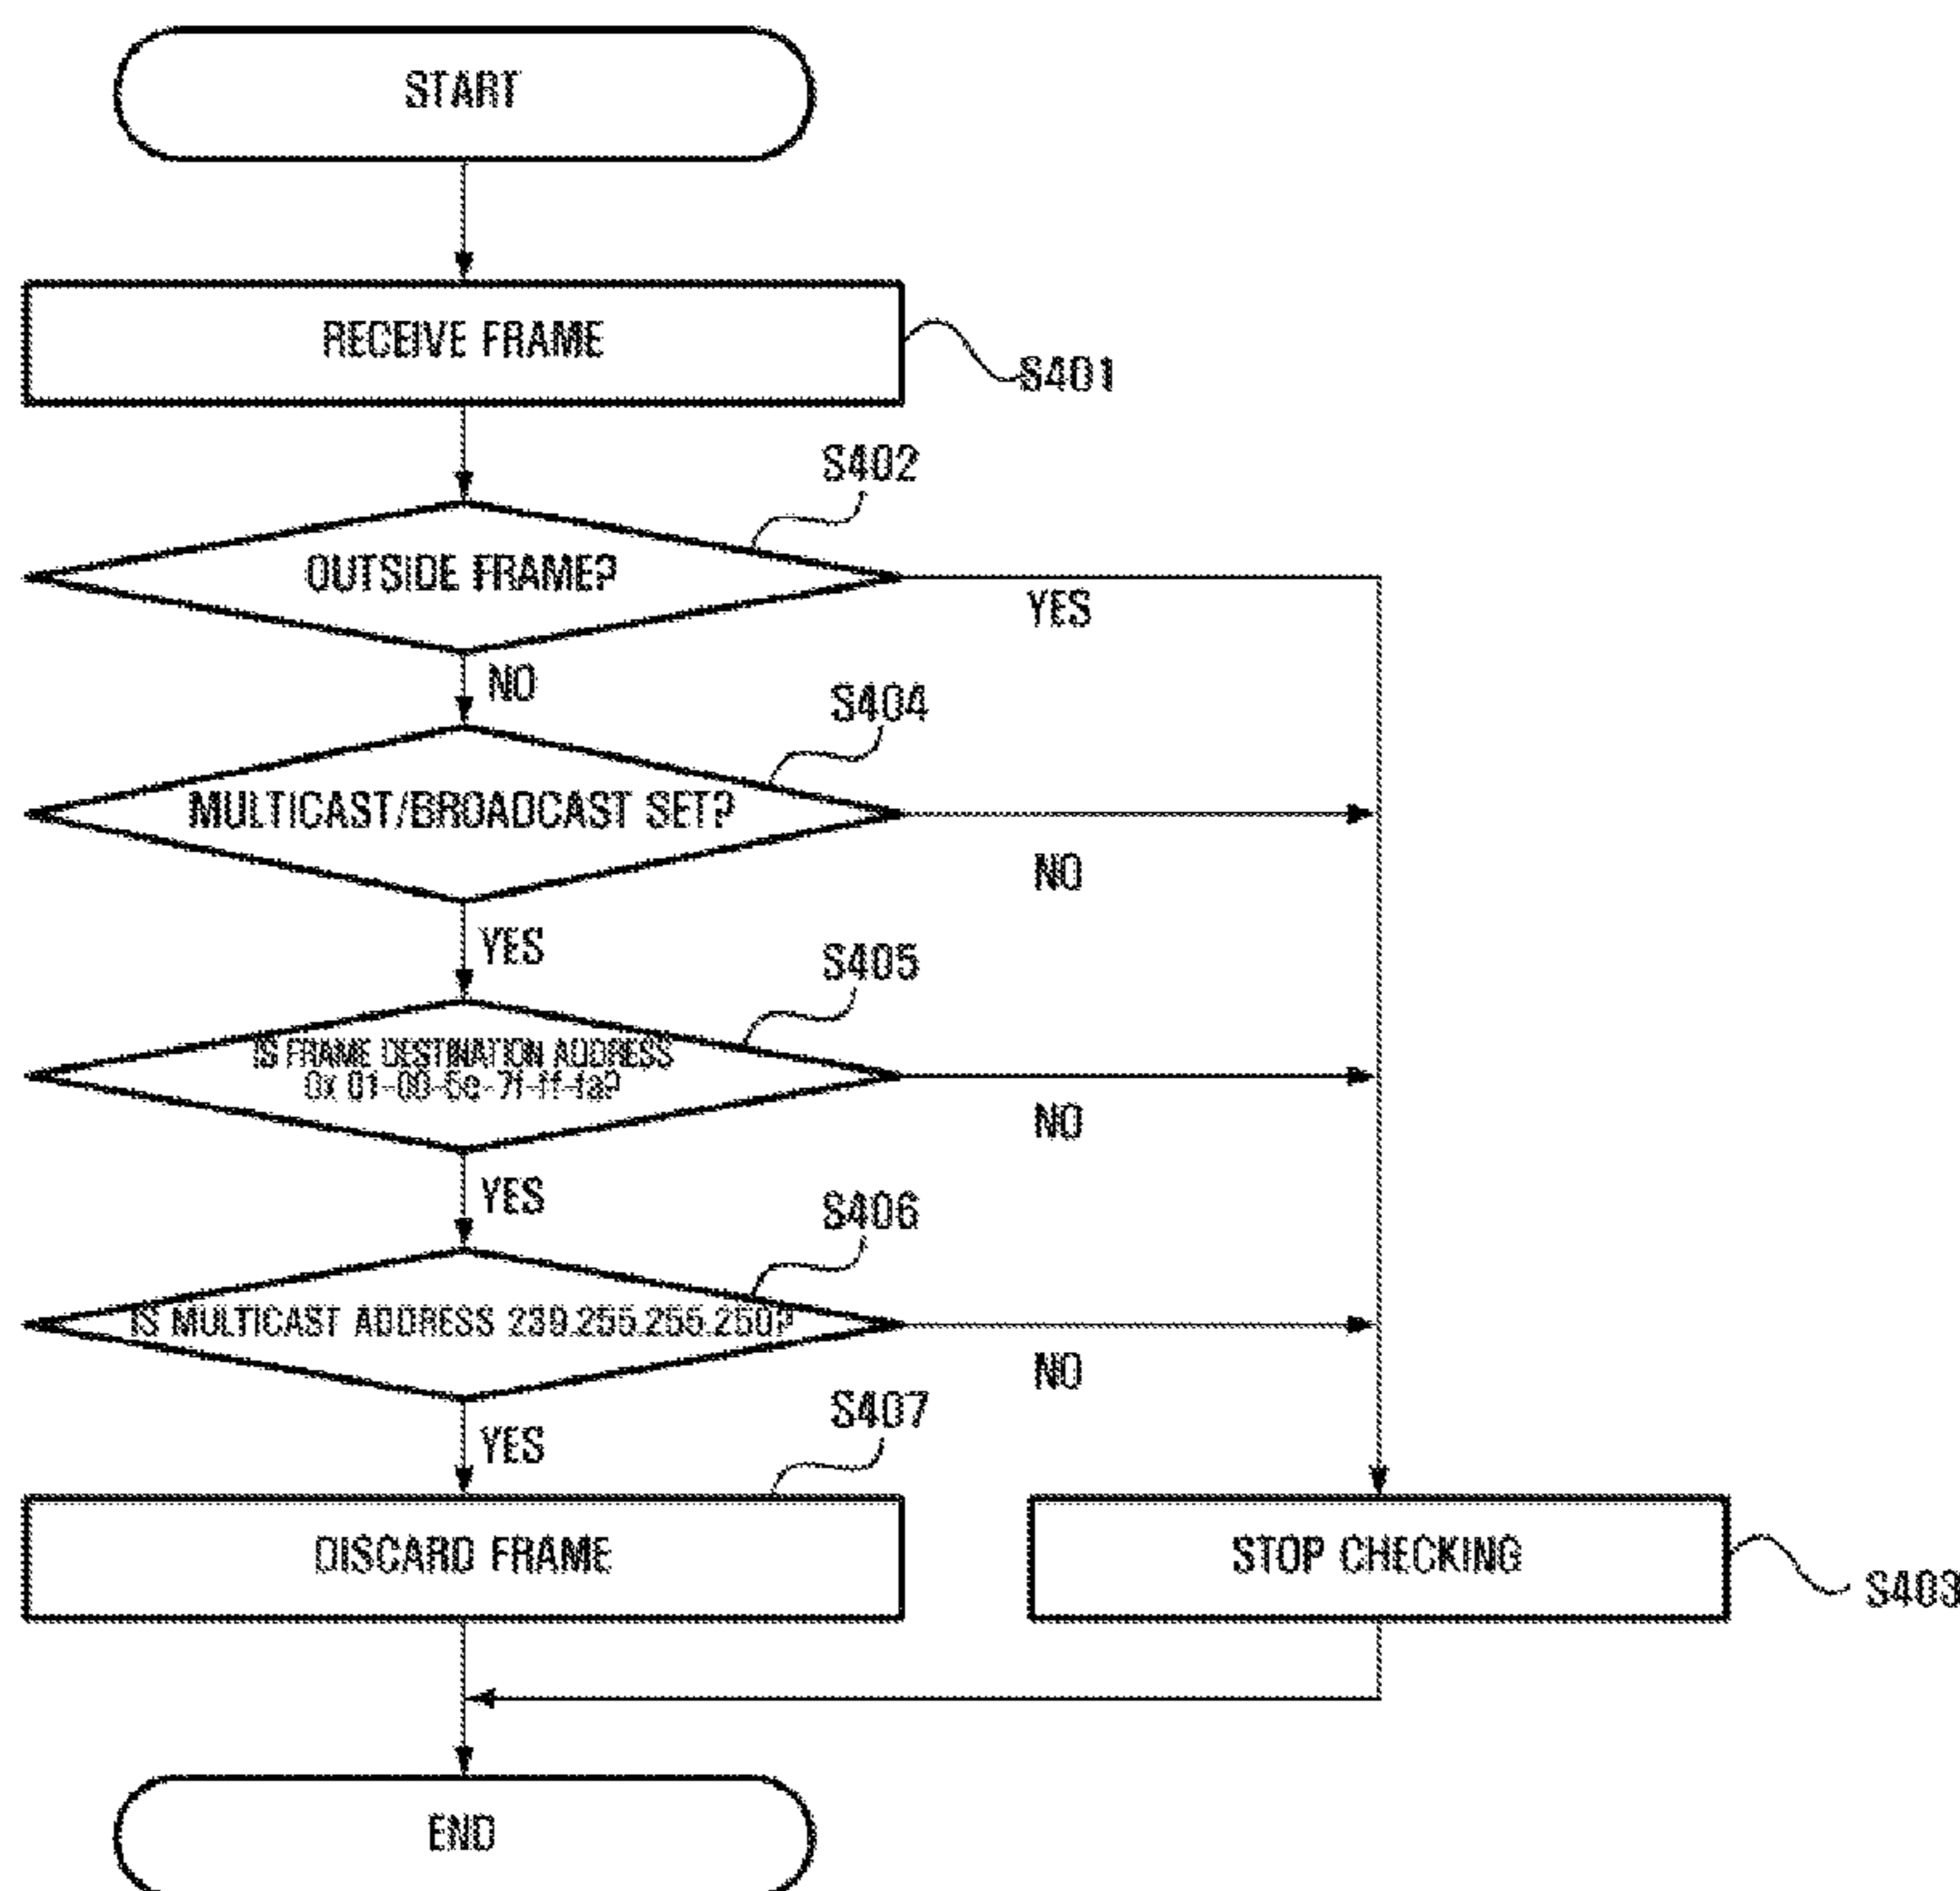 START
RECEIVE FRAME
S401
S402
OUTSIDE FRAME?
YES
NO
S404
MULTICAST/BROADCAST SET?
NO
YES
S405
IS FRAME DESTINATION ADDRESS
0x 01-00-5e-7f-ff-fa?
NO
YES
S406
IS MULTICAST ADDRESS 239.255.255.250?
NO
YES
S407
DISCARD FRAME
STOP CHECKING
S403
END